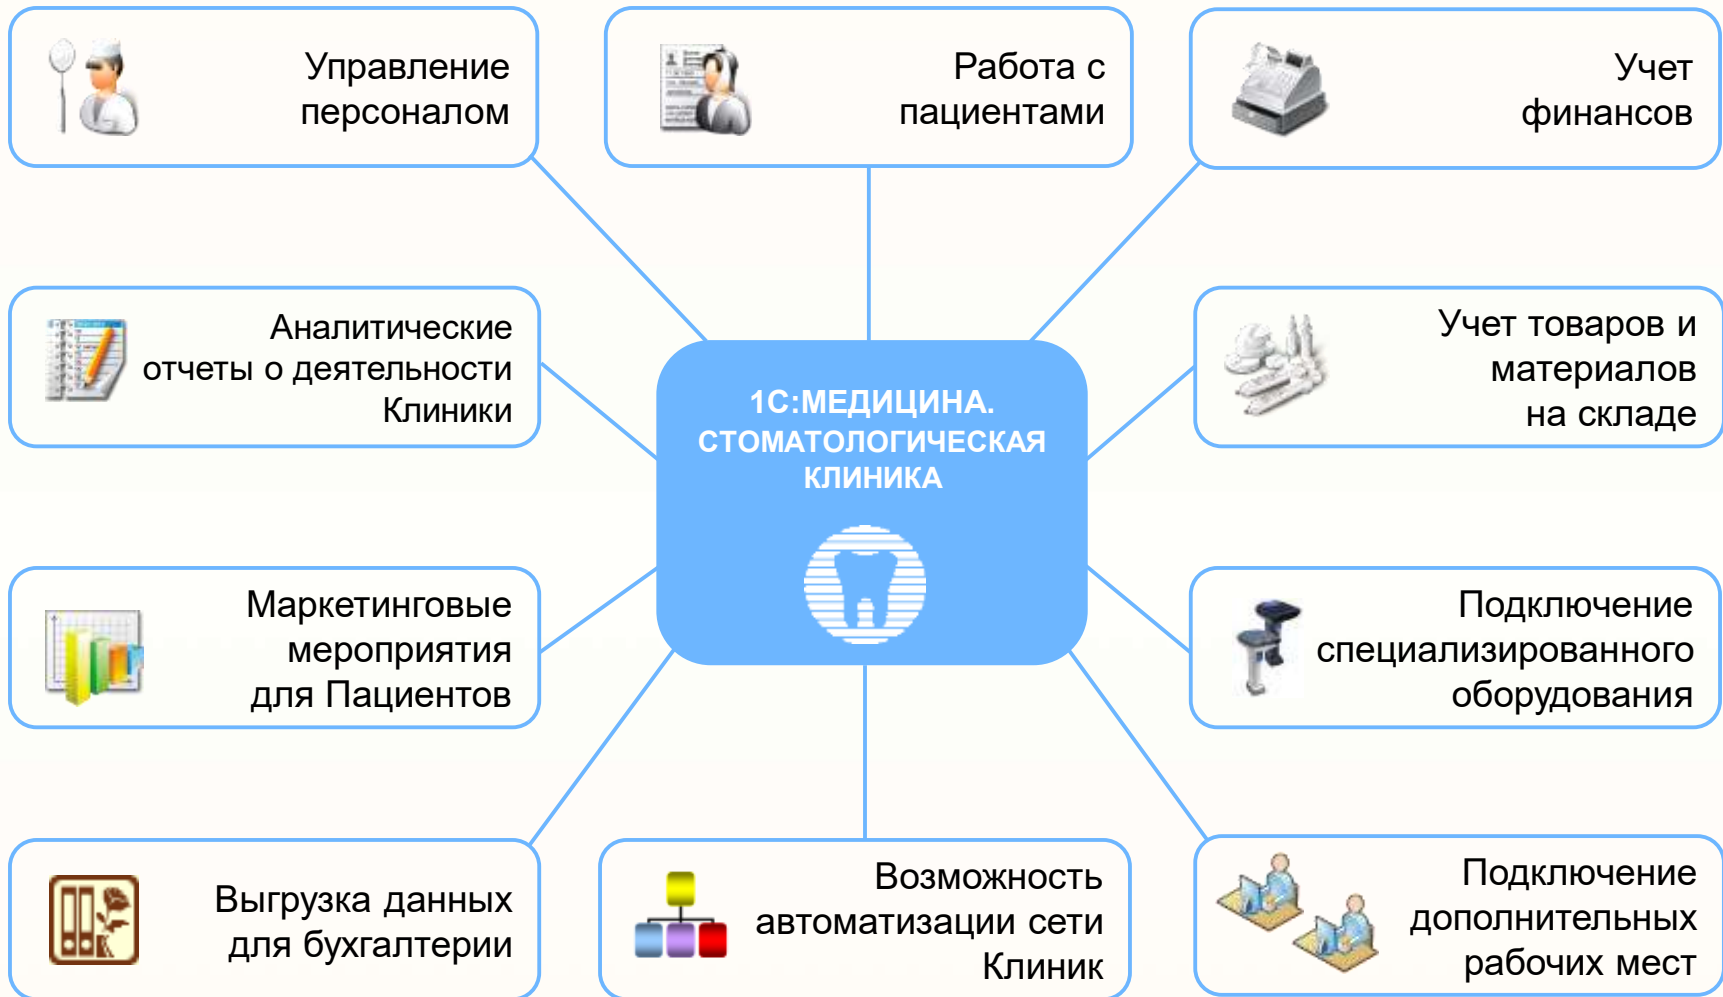 Управление
персоналом
Работа с
пациентами
Учет
финансов
Аналитические
отчеты о деятельности
Клиники
1С:МЕДИЦИНА.
СТОМАТОЛОГИЧЕСКАЯ
КЛИНИКА
Учет товаров и
материалов
на складе
Маркетинговые
мероприятия
для Пациентов
Подключение
специализированного
оборудования
Выгрузка данных
для бухгалтерии
Возможность
автоматизации сети
Клиник
Подключение
дополнительных
рабочих мест